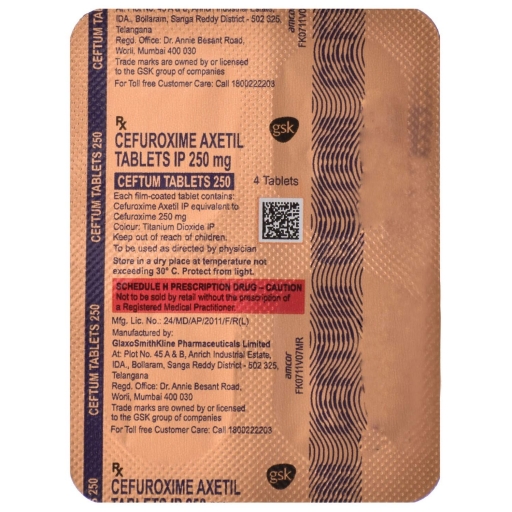 IDA., Bollaram, Sanga Reddy District - 502 325,
Telangana
Regd. Office: Dr. Annie Besant Road,
Worli, Mumbai 400 030
Trade marks are owned by or licensed
to the GSK group of companies
For Toll free Customer Care: Call 1800222203
CEFTUM TABLETS 250
amcor
FK0711V07MR
Rx
CEFUROXIME AXETIL
TABLETS IP 250 mg
gsk
CEFTUM TABLETS 250
4 Tablets
Each film-coated tablet contains:
Cefuroxime Axetil IP equivalent to
Cefuroxime 250 mg
Colour: Titanium Dioxide IP
Keep out of reach of children.
To be used as directed by physician
Store in a dry place at temperature not
exceeding 30° C. Protect from light.
CEFTUM TABLETS 250
SCHEDULE H PRESCRIPTION DRUG – CAUTION
Not to be sold by retail without the prescription of
a Registered Medical Practitioner.
Mfg. Lic. No.: 24/MD/AP/2011/F/R(L)
Manufactured by:
GlaxoSmithKline Pharmaceuticals Limited
At: Plot No. 45 A & B, Anrich Industrial Estate,
IDA., Bollaram, Sanga Reddy District - 502 325,
Telangana
Regd. Office: Dr. Annie Besant Road,
Worli, Mumbai 400 030
Trade marks are owned by or licensed
to the GSK group of companies
For Toll free Customer Care: Call 1800222203
CEFTUM TABLETS 250
amcor
FK0711V07MR
Rx
CEFUROXIME AXETIL
gsk
250